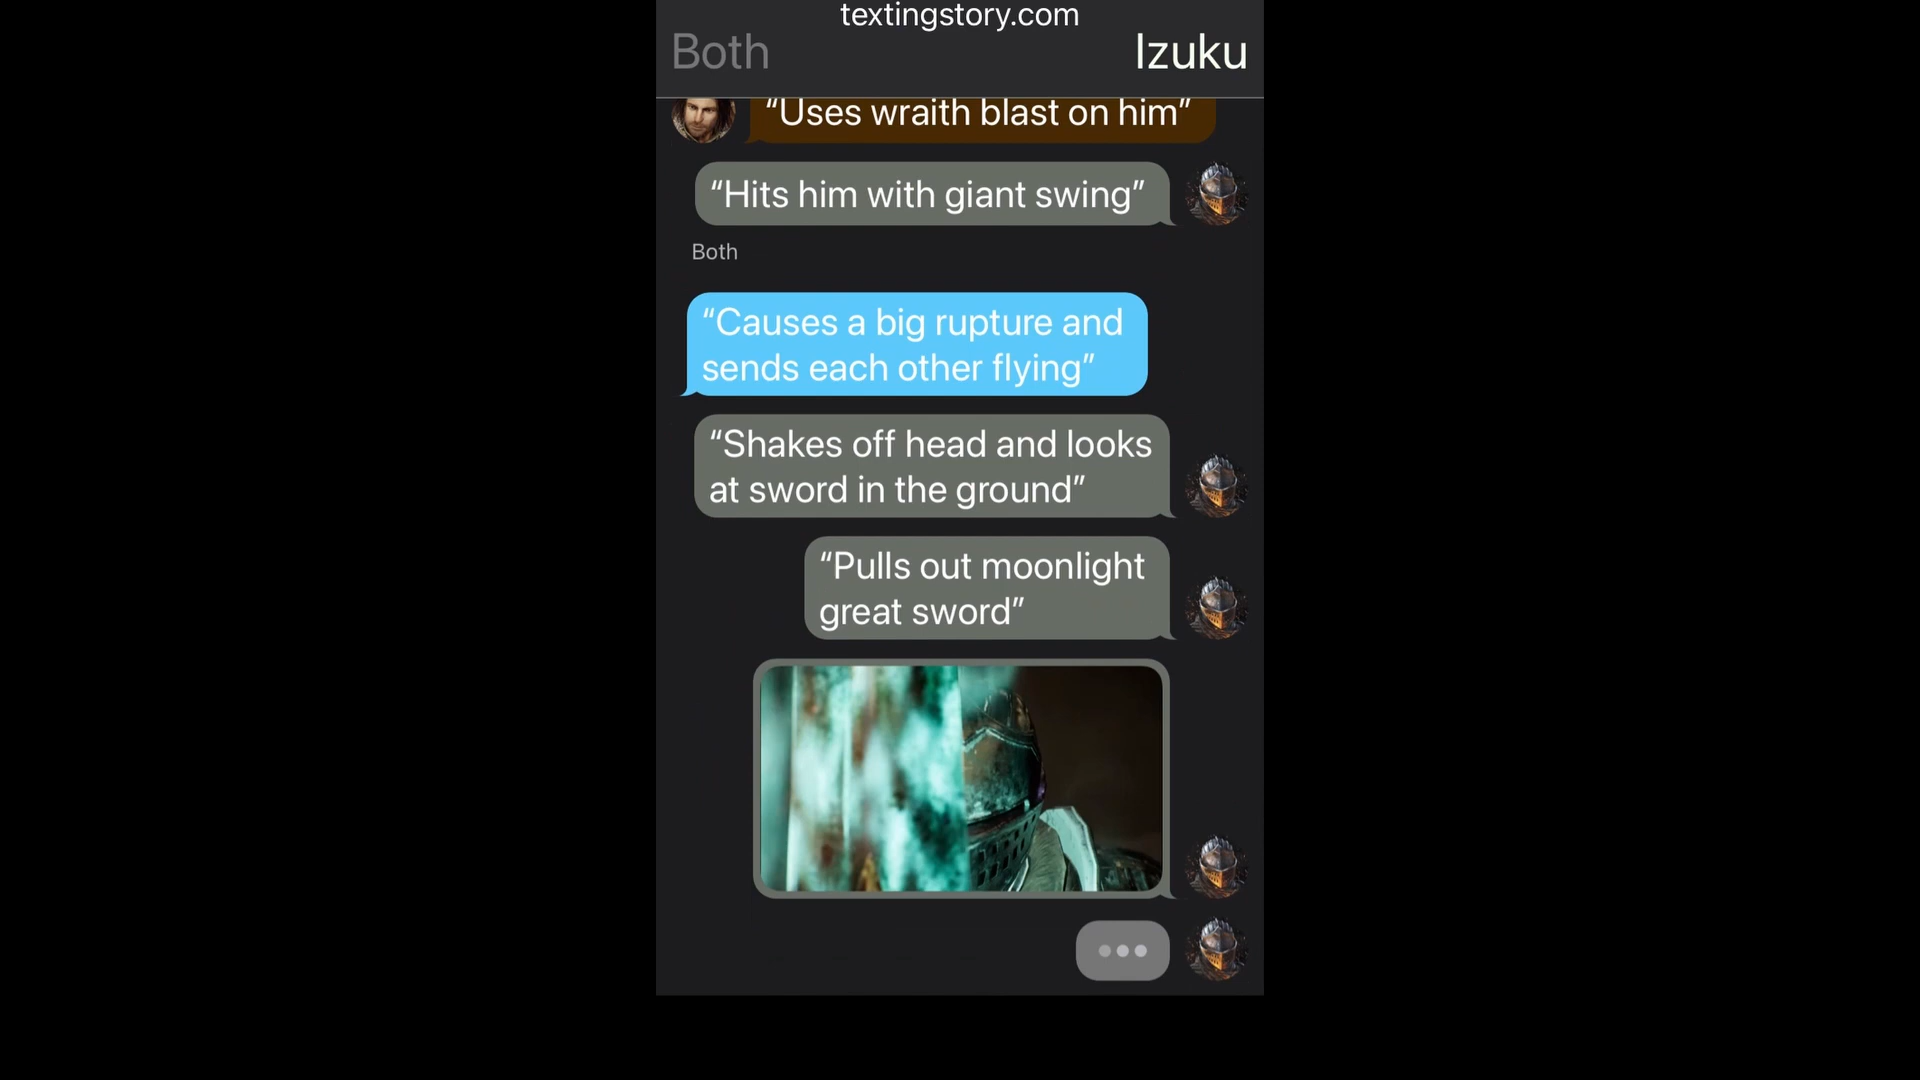 textingstory.com
Both
Izuku
“Uses wraith blast on him”
“Hits him with giant swing”
Both
“Causes a big rupture and
sends each other flying”
“Shakes off head and looks
at sword in the ground”
“Pulls out moonlight
great sword”